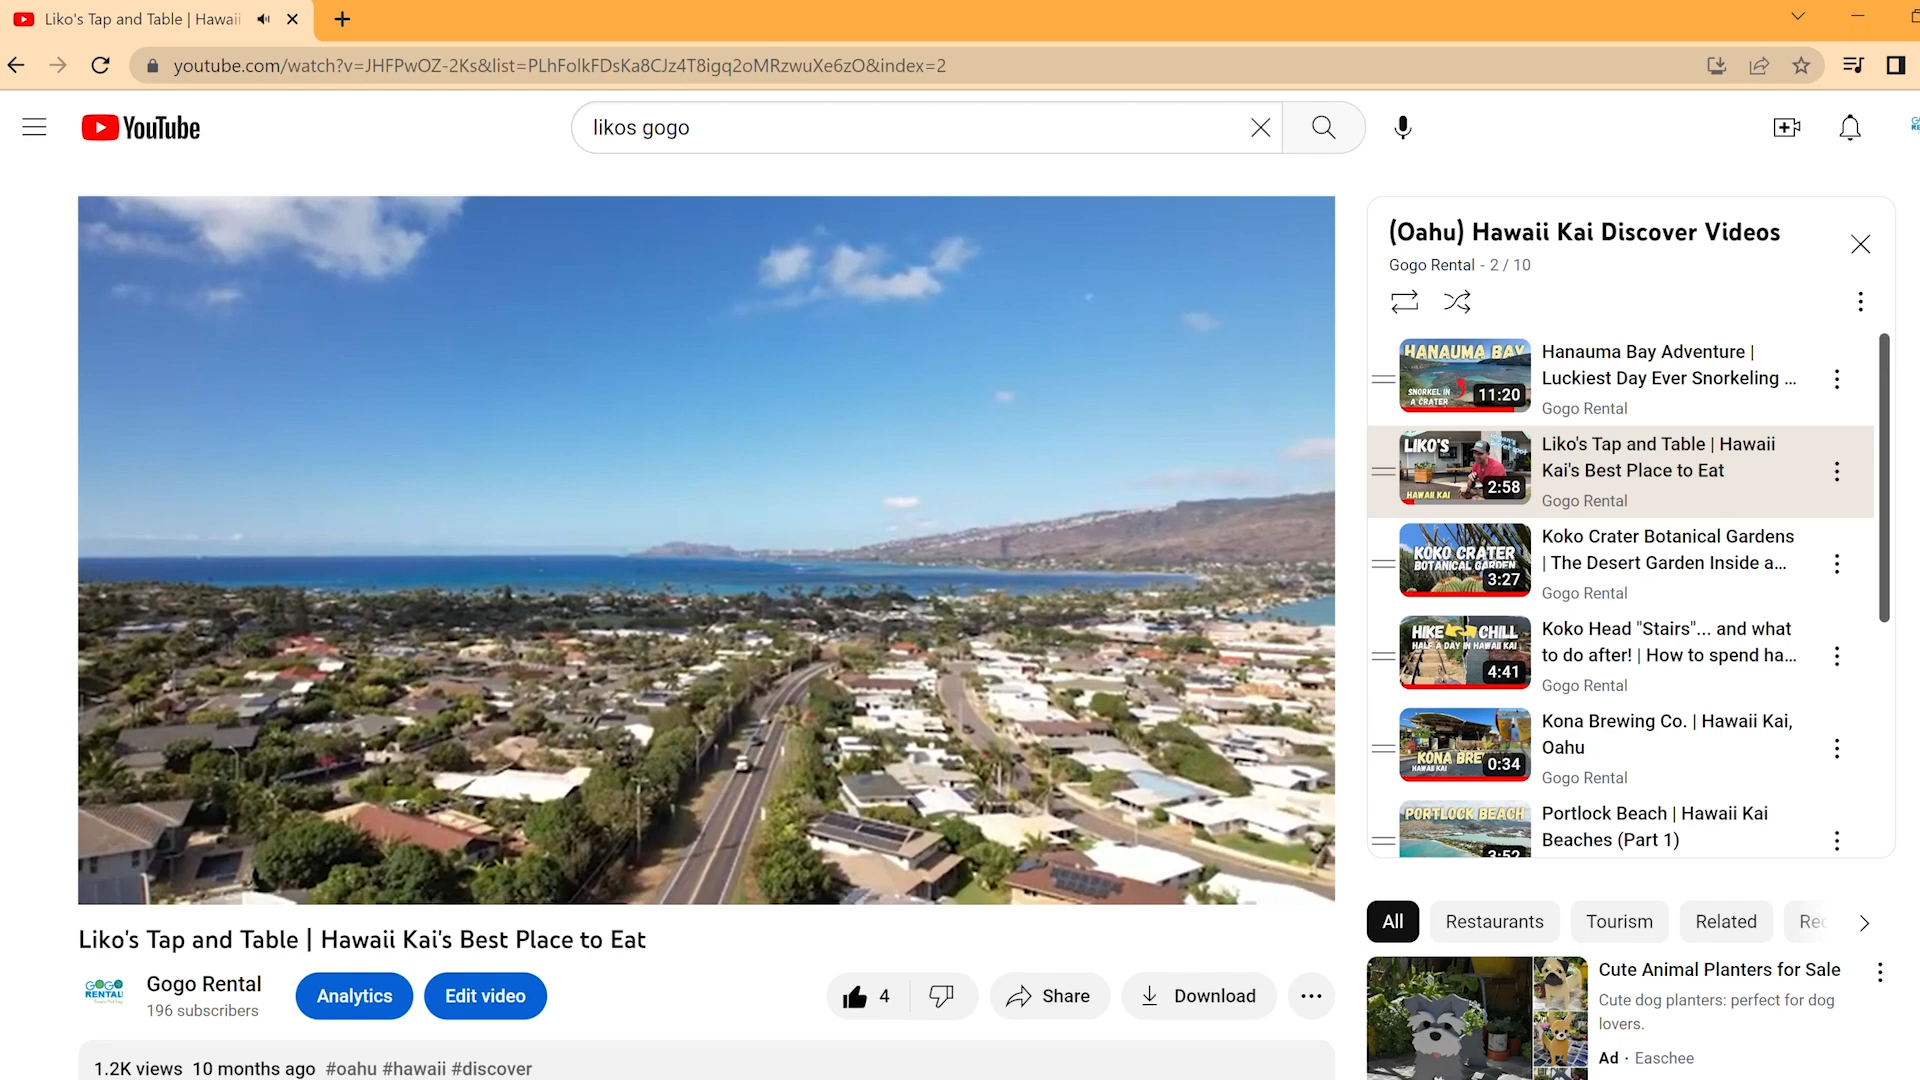 Liko's Tap and Table | Hawaii
youtube.com/watch?v=JHFPwOZ-2Ks&list=PLhFolkFDsKa8CJz4T8igq2oMRzwuXe6zO&index=2
YouTube
likos gogo
(Oahu) Hawaii Kai Discover Videos
Gogo Rental - 2 / 10
HANAUMA BAY
SNORKEL IN
A CRATER
11:20
Hanauma Bay Adventure |
Luckiest Day Ever Snorkeling ...
Gogo Rental
LIKO'S
HAWAII KAI
2:58
Liko's Tap and Table | Hawaii
Kai's Best Place to Eat
Gogo Rental
KOKO CRATER
BOTANICAL GARDEN
3:27
Koko Crater Botanical Gardens
| The Desert Garden Inside a...
Gogo Rental
HIKE CHILL
HALF A DAY IN HAWAII KAI
4:41
Koko Head "Stairs"... and what
to do after! | How to spend ha...
Gogo Rental
KONA BRE
HAWAII KAI
0:34
Kona Brewing Co. | Hawaii Kai,
Oahu
Gogo Rental
PORTLOCK BEACH
3:52
Portlock Beach | Hawaii Kai
Beaches (Part 1)
Liko's Tap and Table | Hawaii Kai's Best Place to Eat
GOGO
RENTAL
Gogo Rental
196 subscribers
Analytics
Edit video
4
Share
Download
1.2K views 10 months ago #oahu #hawaii #discover
All
Restaurants
Tourism
Related
Rec
Cute Animal Planters for Sale
Cute dog planters: perfect for dog
lovers.
Ad · Easchee